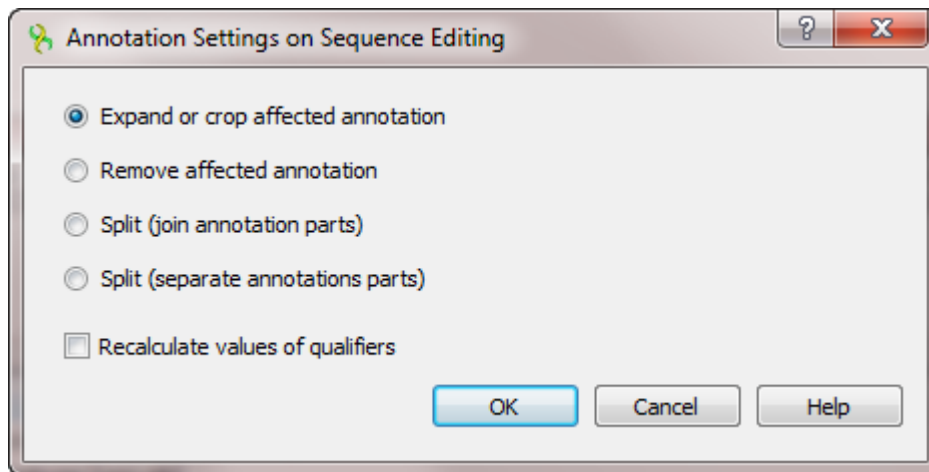 Annotation Settings on Sequence Editing
Expand or crop affected annotation
Remove affected annotation
Split (join annotation parts)
Split (separate annotations parts)
Recalculate values of qualifiers
OK Cancel Help